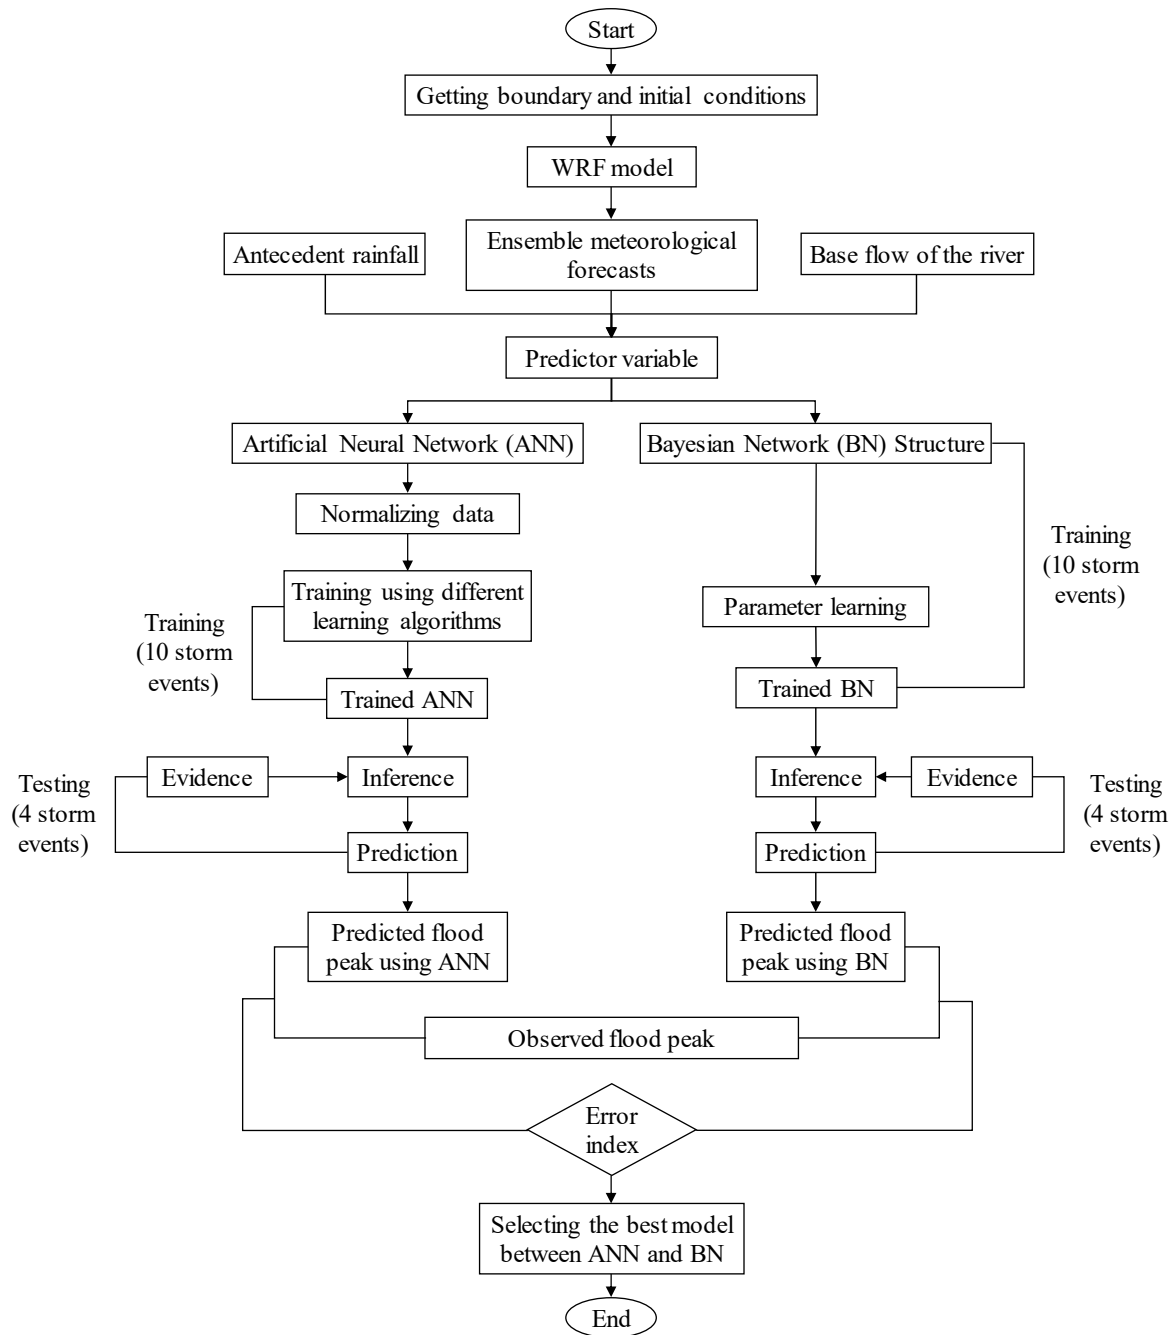 Start
Getting boundary and initial conditions
WRF model
Antecedent rainfall
Ensemble meteorological
forecasts
Base flow of the river
Predictor variable
Artificial Neural Network (ANN)
Normalizing data
Training using different
learning algorithms
Training
(10 storm
events)
Trained ANN
Evidence
Inference
Testing
(4 storm
events)
Prediction
Predicted flood
peak using ANN
Bayesian Network (BN) Structure
Training
(10 storm
events)
Parameter learning
Trained BN
Inference
Evidence
Testing
(4 storm
events)
Prediction
Predicted flood
peak using BN
Observed flood peak
Error
index
Selecting the best model
between ANN and BN
End